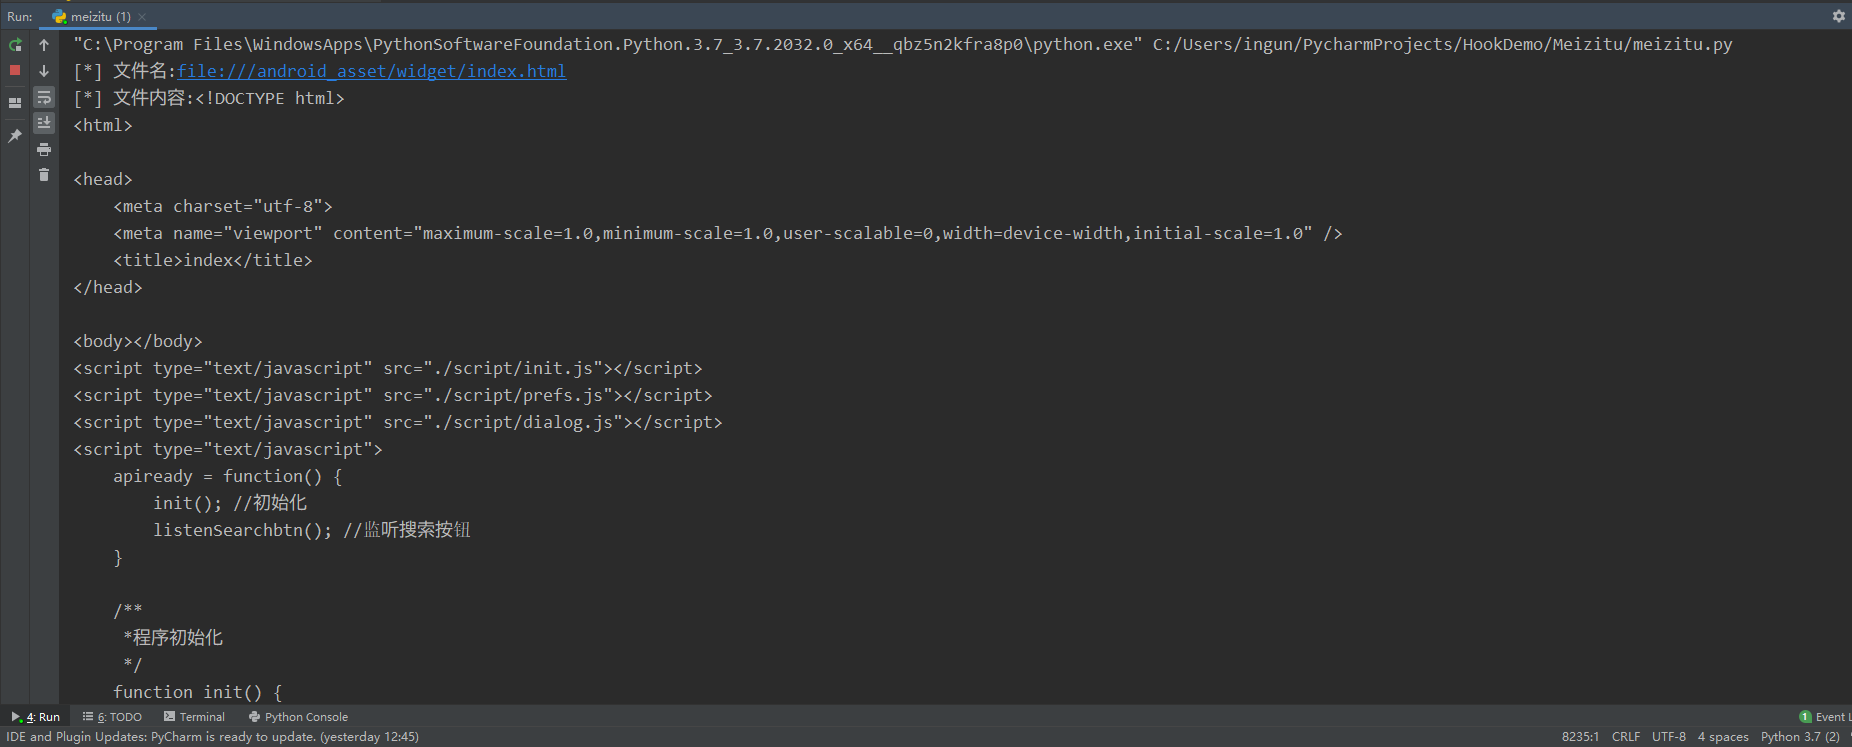 Run: meizitu (1)
"C:\Program Files\WindowsApps\PythonSoftwareFoundation.Python.3.7_3.7.2032.0_x64__qbz5n2kfra8p0\python.exe" C:/Users/ingun/PycharmProjects/HookDemo/Meizitu/meizitu.py
[*] 文件名:file:///android_asset/widget/index.html
[*] 文件内容:<!DOCTYPE html>
<html>
<head>
<meta charset="utf-8">
<meta name="viewport" content="maximum-scale=1.0,minimum-scale=1.0,user-scalable=0,width=device-width,initial-scale=1.0" />
<title>index</title>
</head>
<body></body>
<script type="text/javascript" src="./script/init.js"></script>
<script type="text/javascript" src="./script/prefs.js"></script>
<script type="text/javascript" src="./script/dialog.js"></script>
<script type="text/javascript">
apiready = function() {
init(); //初始化
listenSearchbtn(); //监听搜索按钮
}
/**
*程序初始化
*/
function init() {
4: Run 6: TODO Terminal Python Console 1 Event L
IDE and Plugin Updates: PyCharm is ready to update. (yesterday 12:45) 8235:1 CRLF UTF-8 4 spaces Python 3.7 (2)